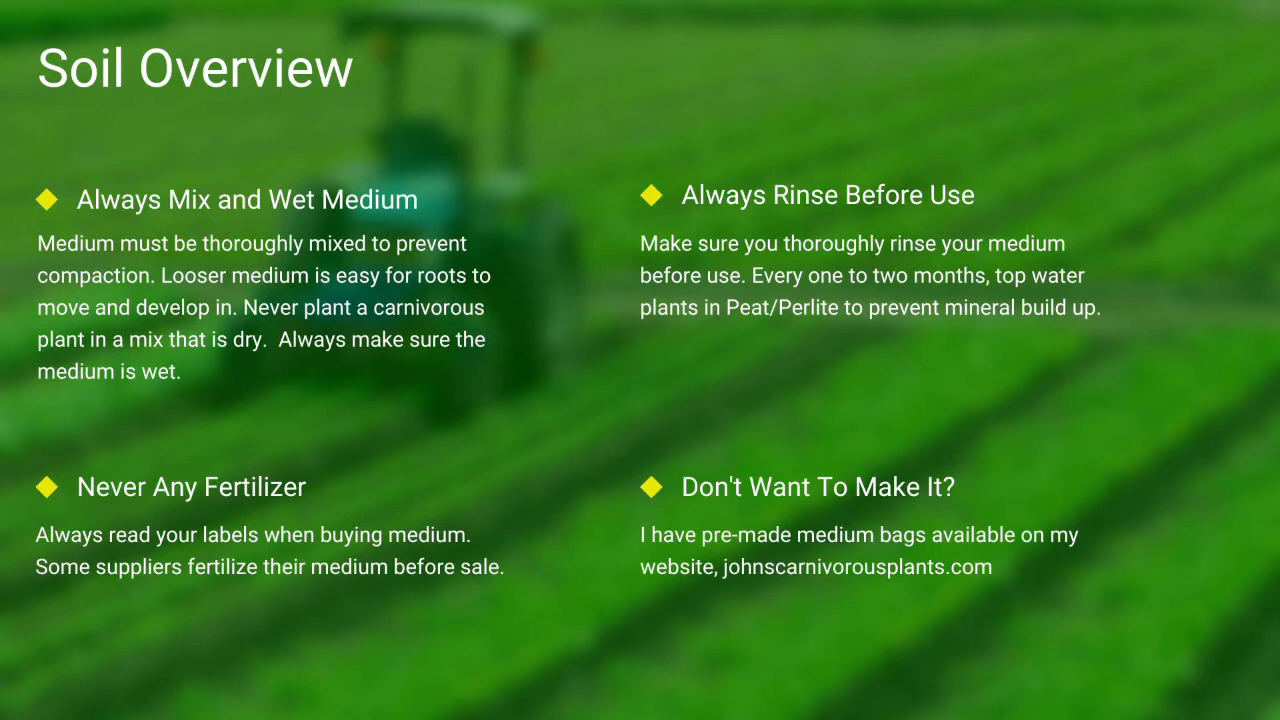 Soil Overview
Always Mix and Wet Medium
Medium must be thoroughly mixed to prevent
compaction. Looser medium is easy for roots to
move and develop in. Never plant a carnivorous
plant in a mix that is dry.  Always make sure the
medium is wet.
Always Rinse Before Use
Make sure you thoroughly rinse your medium
before use. Every one to two months, top water
plants in Peat/Perlite to prevent mineral build up.
Never Any Fertilizer
Always read your labels when buying medium.
Some suppliers fertilize their medium before sale.
Don't Want To Make It?
I have pre-made medium bags available on my
website, johnscarnivorousplants.com